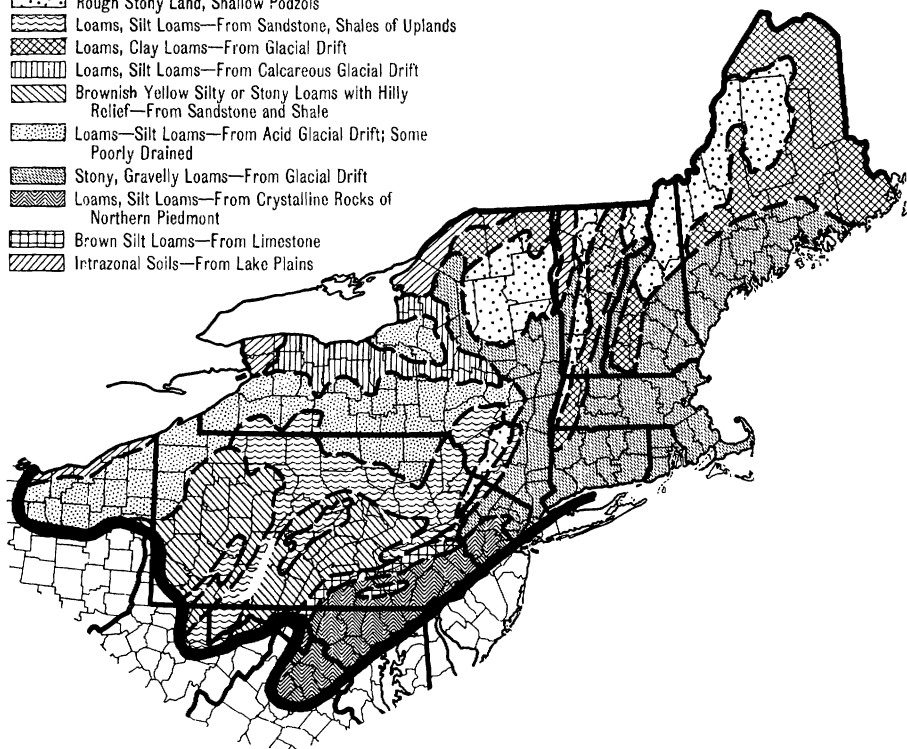 Rough Stony Land, Shallow Podzols
Loams, Silt Loams—From Sandstone, Shales of Uplands
Loams, Clay Loams—From Glacial Drift
Loams, Silt Loams—From Calcareous Glacial Drift
Brownish Yellow Silty or Stony Loams with Hilly
Relief—From Sandstone and Shale
Loams—Silt Loams—From Acid Glacial Drift; Some
Poorly Drained
Stony, Gravelly Loams—From Glacial Drift
Loams, Silt Loams—From Crystalline Rocks of
Northern Piedmont
Brown Silt Loams—From Limestone
Intrazonal Soils—From Lake Plains